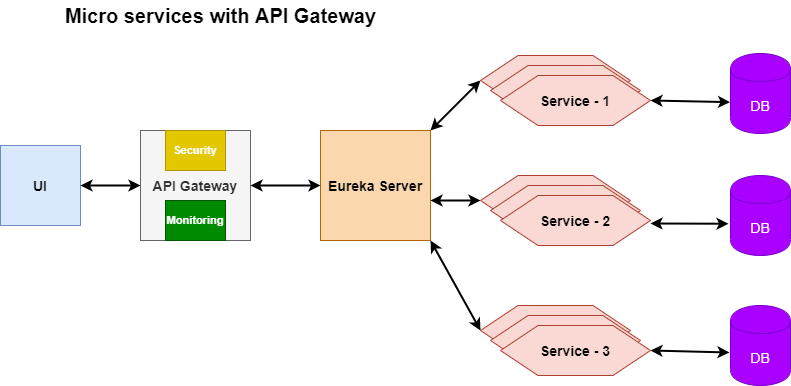 Micro services with API Gateway
UI
Security
API Gateway
Monitoring
Eureka Server
Service - 1
DB
Service - 2
DB
Service - 3
DB